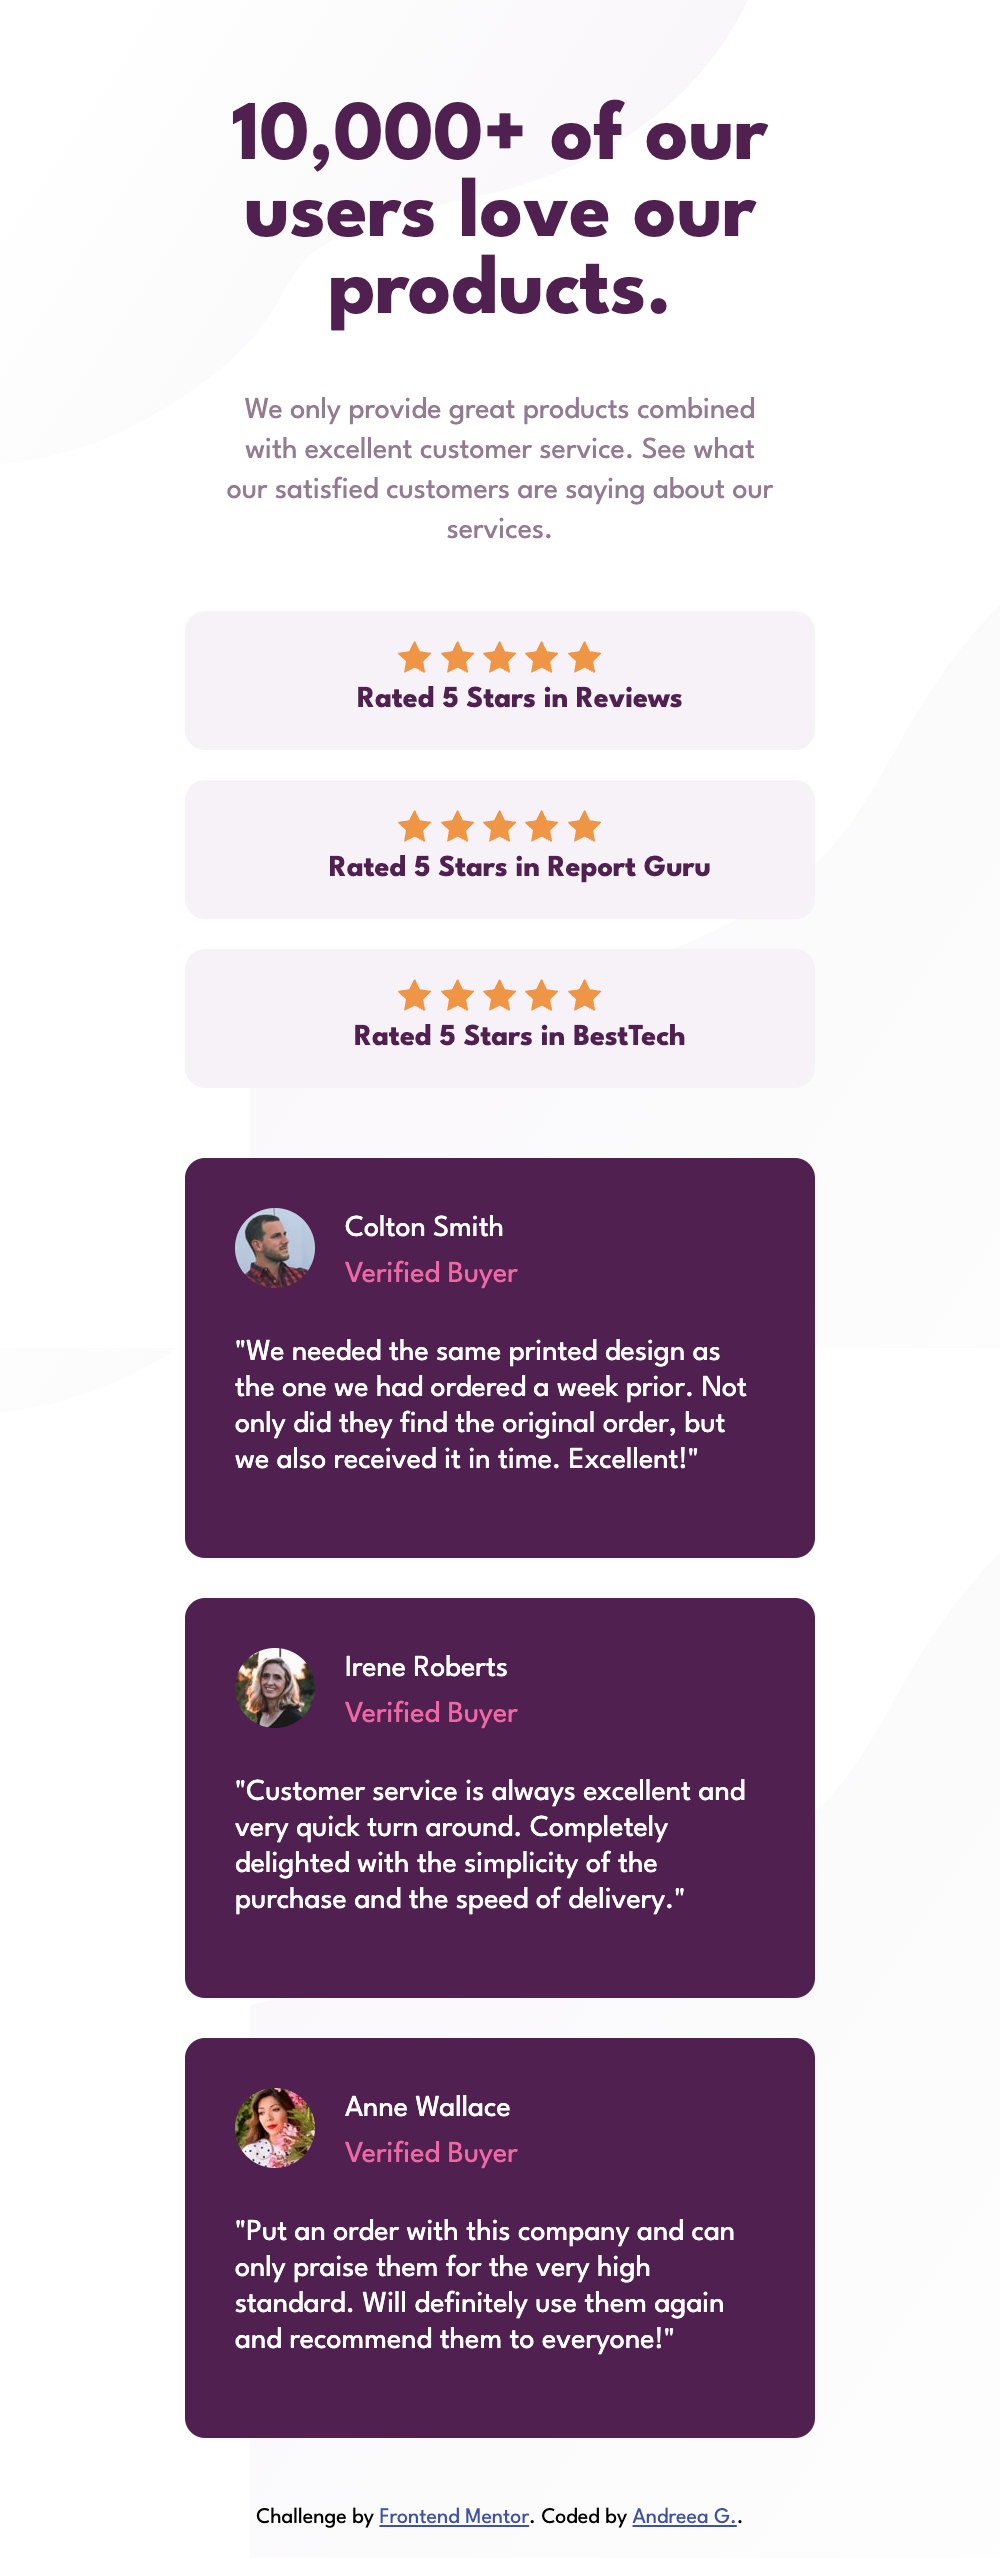 10,000+ of our
users love our
products.
We only provide great products combined
with excellent customer service. See what
our satisfied customers are saying about our
services.
Rated 5 Stars in Reviews
Rated 5 Stars in Report Guru
Rated 5 Stars in BestTech
Colton Smith
Verified Buyer
"We needed the same printed design as
the one we had ordered a week prior. Not
only did they find the original order, but
we also received it in time. Excellent!"
Irene Roberts
Verified Buyer
"Customer service is always excellent and
very quick turn around. Completely
delighted with the simplicity of the
purchase and the speed of delivery."
Anne Wallace
Verified Buyer
"Put an order with this company and can
only praise them for the very high
standard. Will definitely use them again
and recommend them to everyone!"
Challenge by Frontend Mentor. Coded by Andreea G..